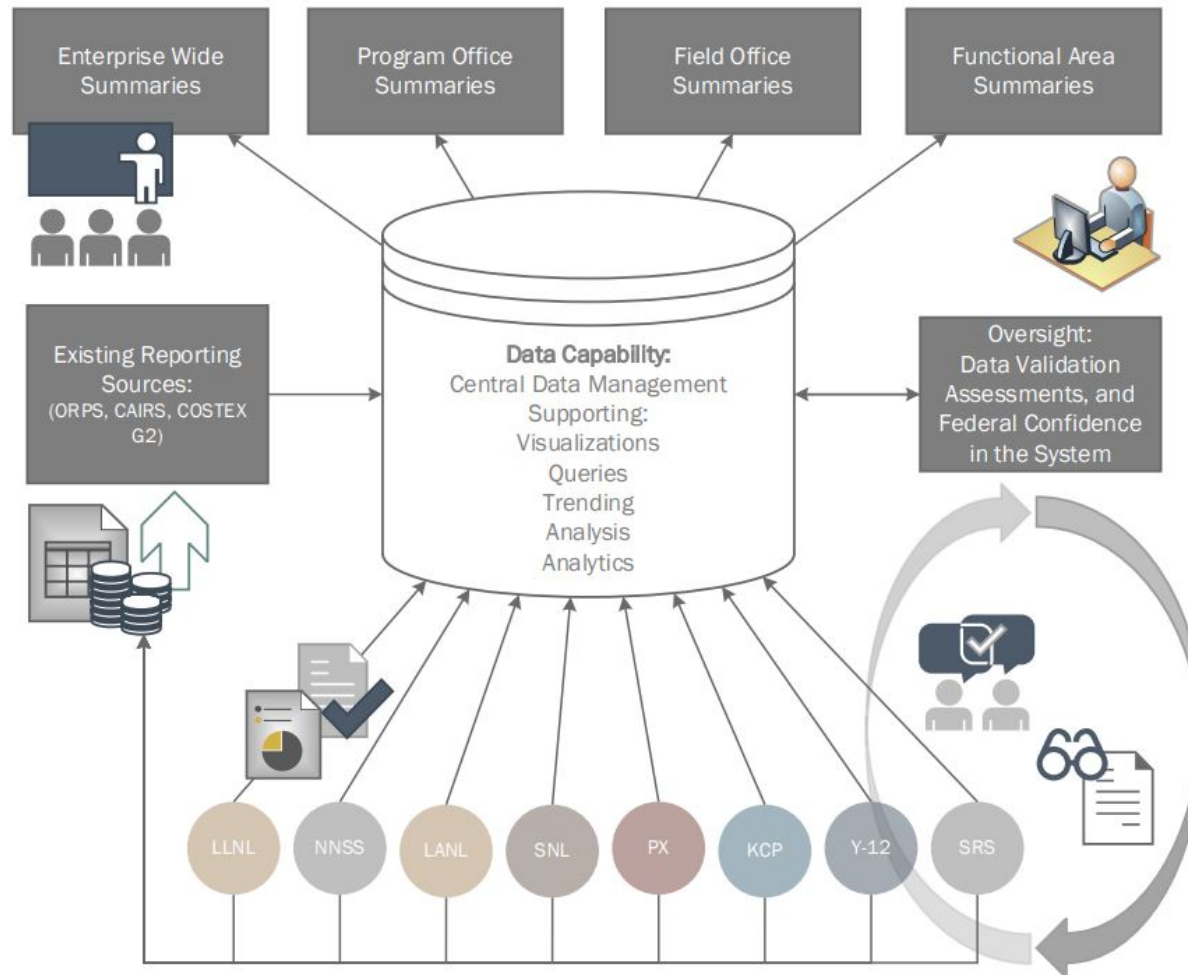 Enterprise Wide
Summaries
Program Office
Summaries
Field Office
Summaries
Functional Area
Summaries
Existing Reporting
Sources:
(ORPS, CAIRS, COSTEX
G2)
Data Capability:
Central Data Management
Supporting:
Visualizations
Queries
Trending
Analysis
Analytics
Oversight:
Data Validation
Assessments, and
Federal Confidence
in the System
LLNL
NNSS
LANL
SNL
PX
KCP
Y-12
SRS